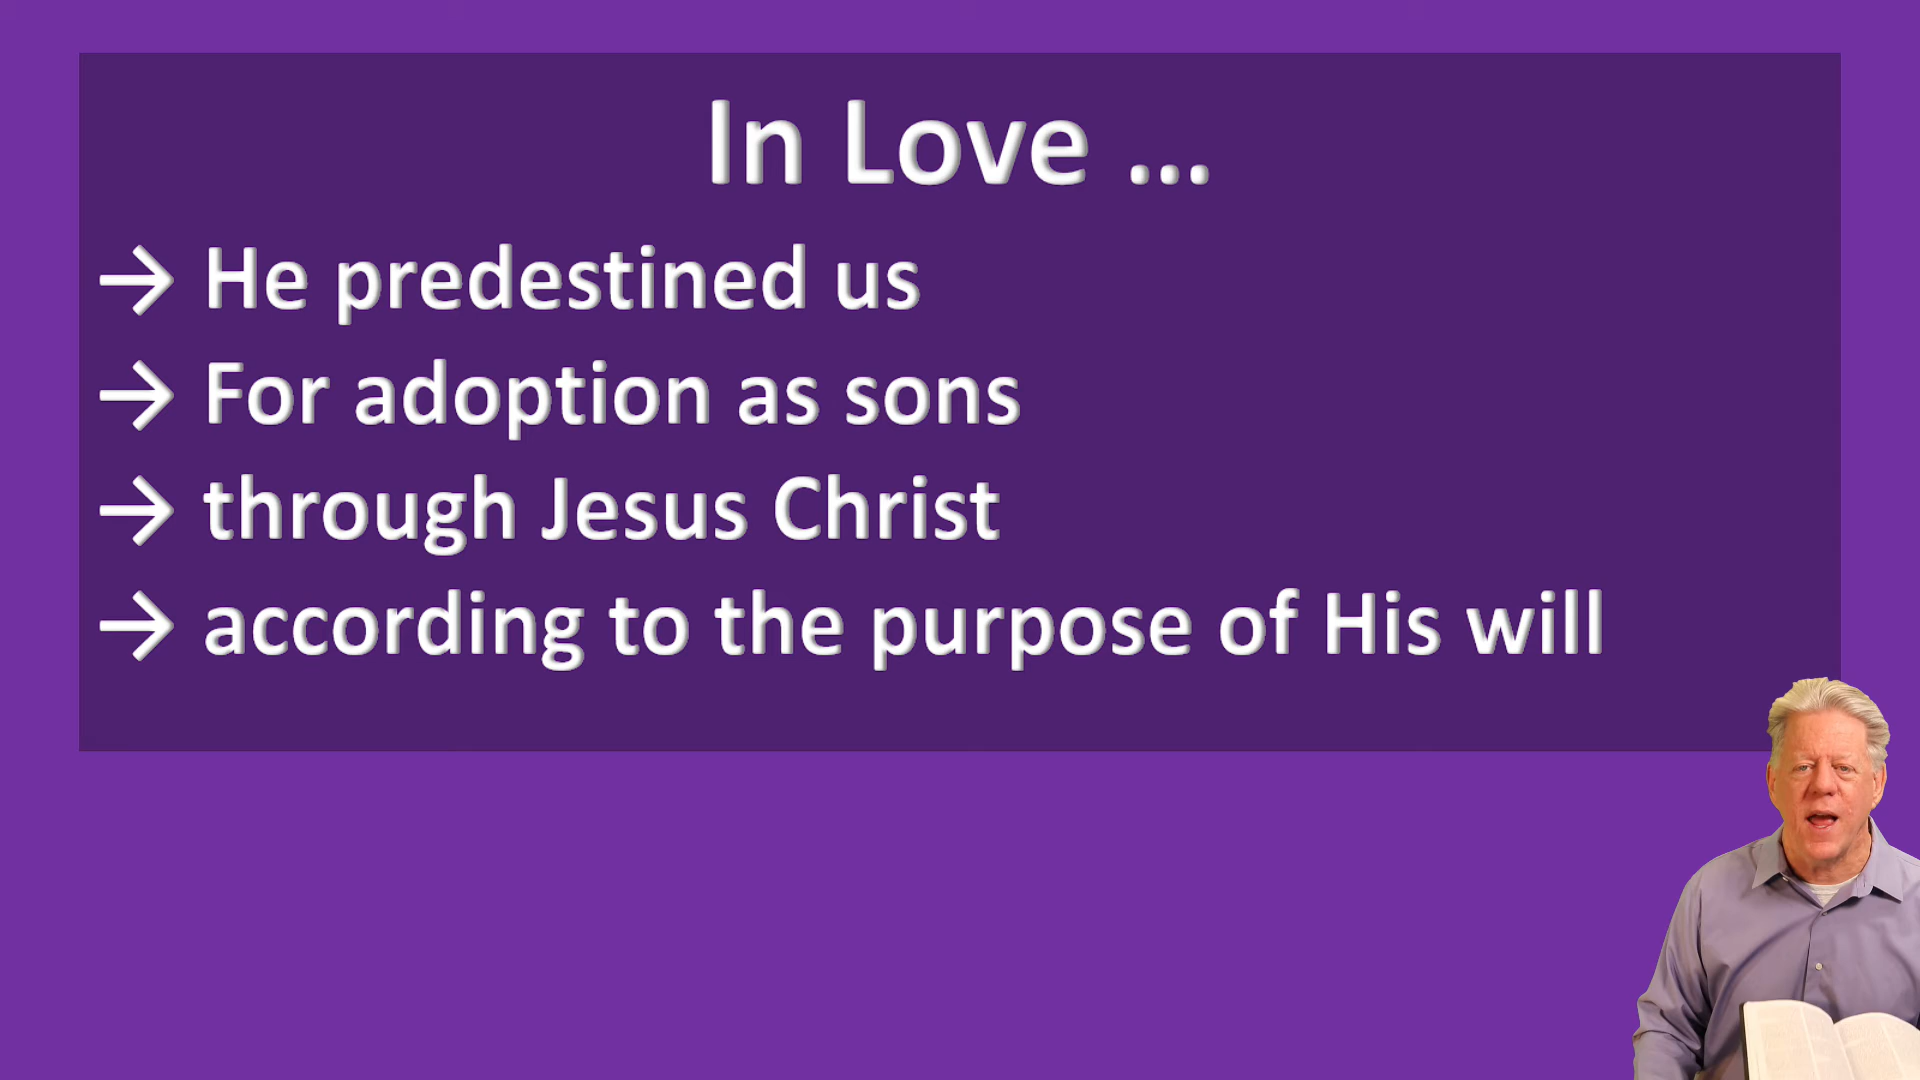 In Love ...
→ He predestined us
→ For adoption as sons
→ through Jesus Christ
→ according to the purpose of His will